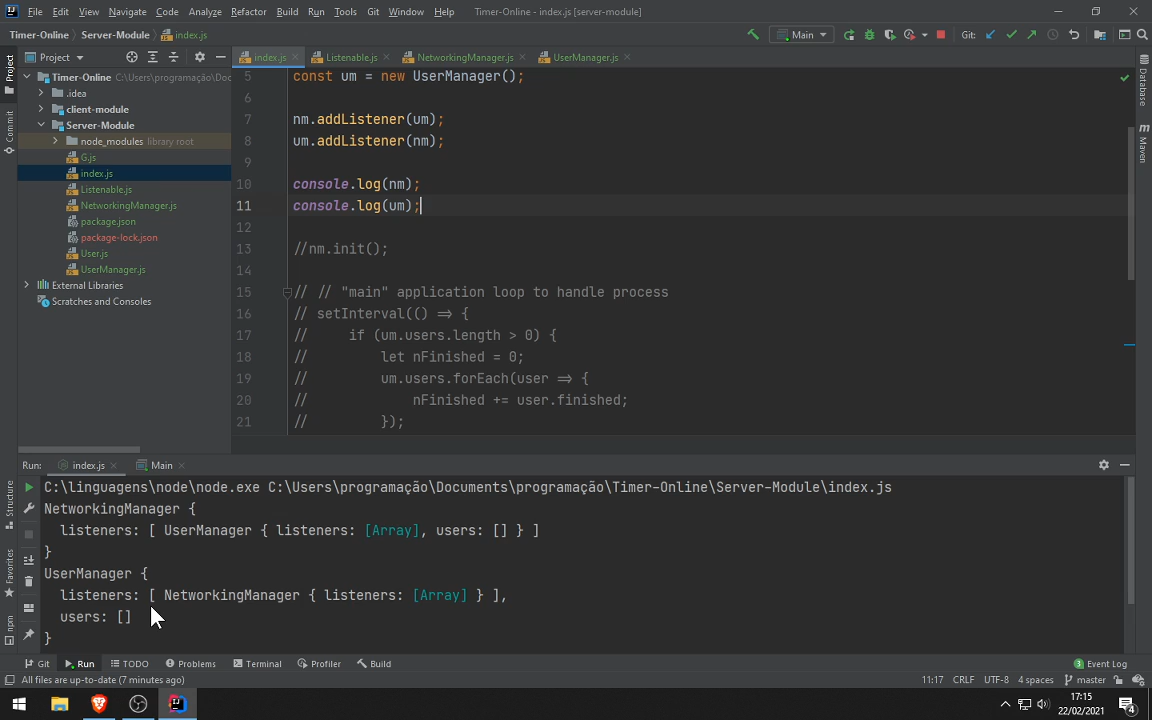 File Edit View Navigate Code Analyze Refactor Build Run Tools Git Window Help Timer-Online - index.js [server-module]
Timer-Online Server-Module index.js Main Git:
Project index.js Listenable.js NetworkingManager.js UserManager.js
Project
Commit
Structure
Favorites
npm
Database
Maven
Timer-Online C:\Users\programação\Doc
.idea
client-module
Server-Module
node_modules library root
G.js
index.js
Listenable.js
NetworkingManager.js
package.json
package-lock.json
User.js
UserManager.js
External Libraries
Scratches and Consoles
5 const um = new UserManager();
6
7 nm.addListener(um);
8 um.addListener(nm);
9
10 console.log(nm);
11 console.log(um);
12
13 //nm.init();
14
15 // // "main" application loop to handle process
16 // setInterval(() => {
17 // if (um.users.length > 0) {
18 // let nFinished = 0;
19 // um.users.forEach(user => {
20 // nFinished += user.finished;
21 // });
Run: index.js Main
C:\linguagens\node\node.exe C:\Users\programação\Documents\programação\Timer-Online\Server-Module\index.js
NetworkingManager {
listeners: [ UserManager { listeners: [Array], users: [] } ]
}
UserManager {
listeners: [ NetworkingManager { listeners: [Array] } ],
users: []
}
Git Run TODO Problems Terminal Profiler Build 3 Event Log
All files are up-to-date (7 minutes ago) 11:17 CRLF UTF-8 4 spaces master
17:15
22/02/2021
4